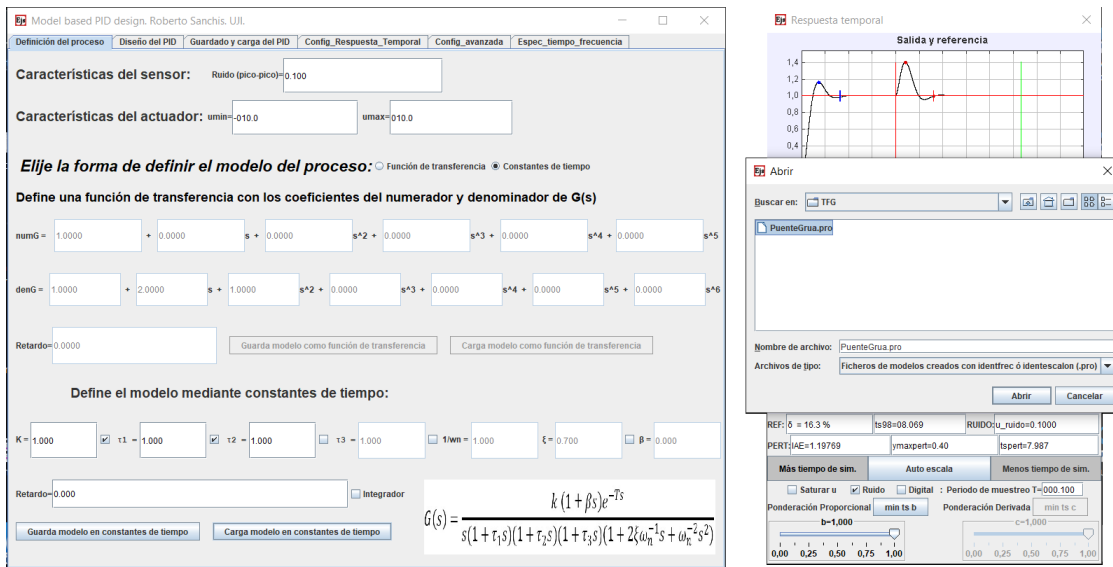 Eje Model based PID design. Roberto Sanchis. UJI.
Definición del proceso Diseño del PID Guardado y carga del PID Config_Respuesta_Temporal Config_avanzada Espec_tiempo_frecuencia
Características del sensor: Ruido (pico-pico)= 0.100
Características del actuador: umin= -010.0 umax= 010.0
Elije la forma de definir el modelo del proceso: Función de transferencia Constantes de tiempo
Define una función de transferencia con los coeficientes del numerador y denominador de G(s)
numG = 1.0000 + 0.0000 s + 0.0000 s^2 + 0.0000 s^3 + 0.0000 s^4 + 0.0000 s^5
denG = 1.0000 + 2.0000 s + 1.0000 s^2 + 0.0000 s^3 + 0.0000 s^4 + 0.0000 s^5 + 0.0000 s^6
Retardo= 0.0000 Guarda modelo como función de transferencia Carga modelo como función de transferencia
Define el modelo mediante constantes de tiempo:
K = 1.000 τ1 = 1.000 τ2 = 1.000 τ3 = 1.000 1/wn = 1.000 ξ = 0.700 β = 0.000
Retardo= 0.000 Integrador
Guarda modelo en constantes de tiempo Carga modelo en constantes de tiempo
G(s) = k (1 + βs)e^{-Ts} / s(1 + τ₁s)(1 + τ₂s)(1 + τ₃s)(1 + 2ξω_n^{-1}s + ω_n^{-2}s²)
Eje Respuesta temporal
Salida y referencia
1,4
1,2
1,0
0,8
0,6
0,4
Eje Abrir
Buscar en: TFG
PuenteGrua.pro
Nombre de archivo: PuenteGrua.pro
Archivos de tipo: Ficheros de modelos creados con identfrec ó identescalon (.pro)
Abrir Cancelar
REF: δ = 16.3 % ts98=08.069 RUIDO: u_ruido=0.1000
PERT: IAE=1.19769 ymaxpert=0.40 tspert=7.987
Màs tiempo de sim. Auto escala Menos tiempo de sim.
Saturar u Ruido Digital : Periodo de muestreo T= 000.100
Ponderación Proporcional min ts b Ponderación Derivada min ts c
b=1,000 c=1,000
0,00 0,25 0,50 0,75 1,00 0,00 0,25 0,50 0,75 1,00